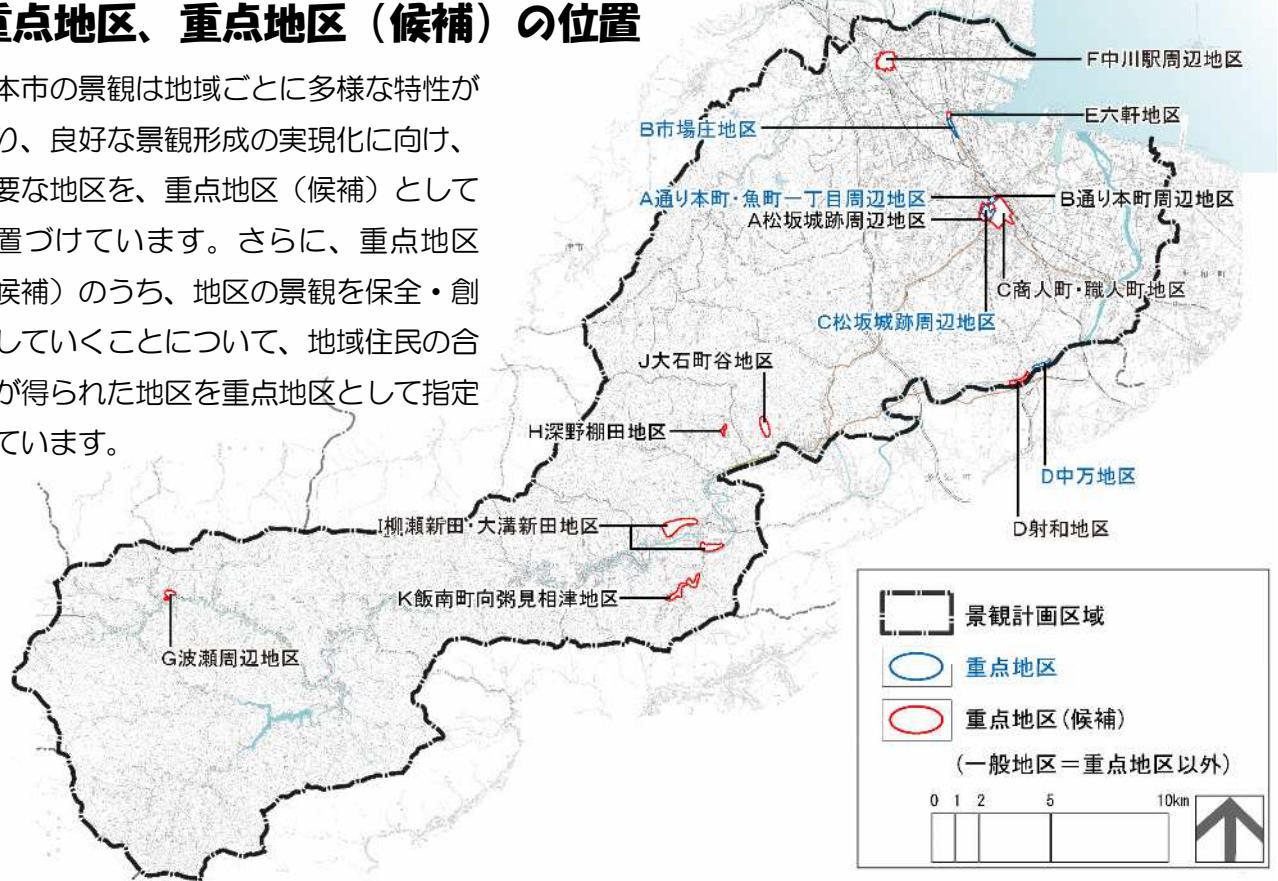 重点地区、重点地区（候補）の位置
本市の景観は地域ごとに多様な特性が
り、良好な景観形成の実現化に向け、
要な地区を、重点地区（候補）として
置づけています。さらに、重点地区
候補）のうち、地区の景観を保全・創
していくことについて、地域住民の合
が得られた地区を重点地区として指定
ています。
F中川駅周辺地区
E六軒地区
B市場庄地区
A通り本町・魚町一丁目周辺地区
B通り本町周辺地区
A松坂城跡周辺地区
C商人町・職人町地区
C松坂城跡周辺地区
J大石町谷地区
H深野棚田地区
D中万地区
D射和地区
I柳瀬新田・大溝新田地区
K飯南町向粥見相津地区
G波瀬周辺地区
景観計画区域
重点地区
重点地区(候補)
(一般地区＝重点地区以外)
0 1 2 5 10km